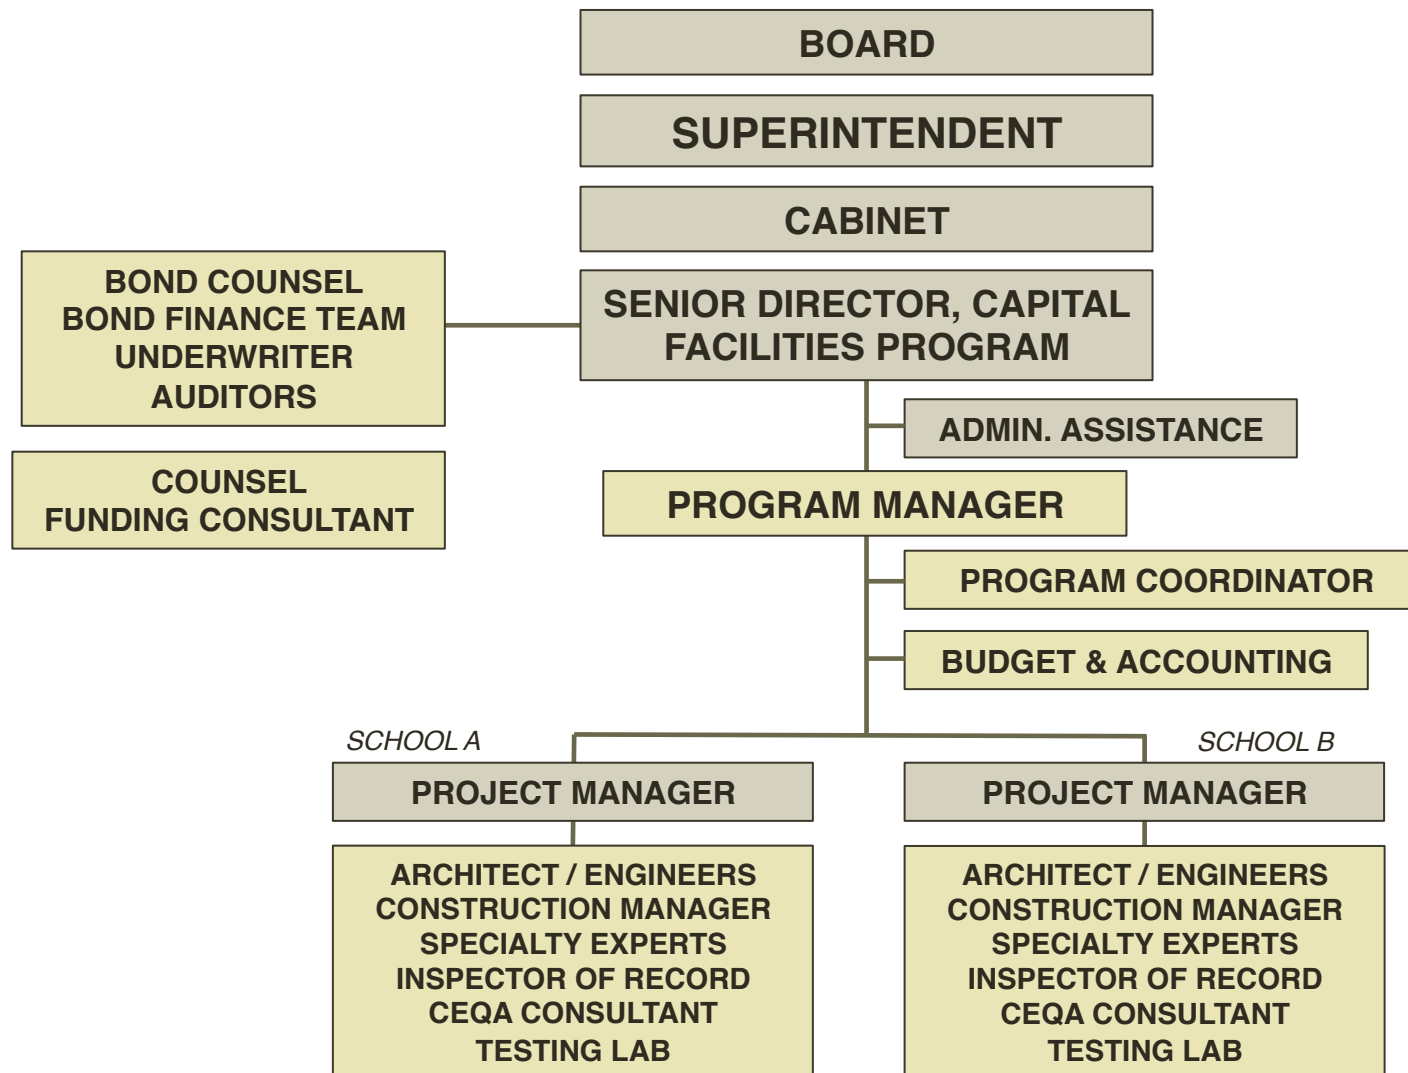 BOARD
SUPERINTENDENT
CABINET
BOND COUNSEL
BOND FINANCE TEAM
UNDERWRITER
AUDITORS
SENIOR DIRECTOR, CAPITAL
FACILITIES PROGRAM
ADMIN. ASSISTANCE
COUNSEL
FUNDING CONSULTANT
PROGRAM MANAGER
PROGRAM COORDINATOR
BUDGET & ACCOUNTING
SCHOOL A
PROJECT MANAGER
ARCHITECT / ENGINEERS
CONSTRUCTION MANAGER
SPECIALTY EXPERTS
INSPECTOR OF RECORD
CEQA CONSULTANT
TESTING LAB
SCHOOL B
PROJECT MANAGER
ARCHITECT / ENGINEERS
CONSTRUCTION MANAGER
SPECIALTY EXPERTS
INSPECTOR OF RECORD
CEQA CONSULTANT
TESTING LAB